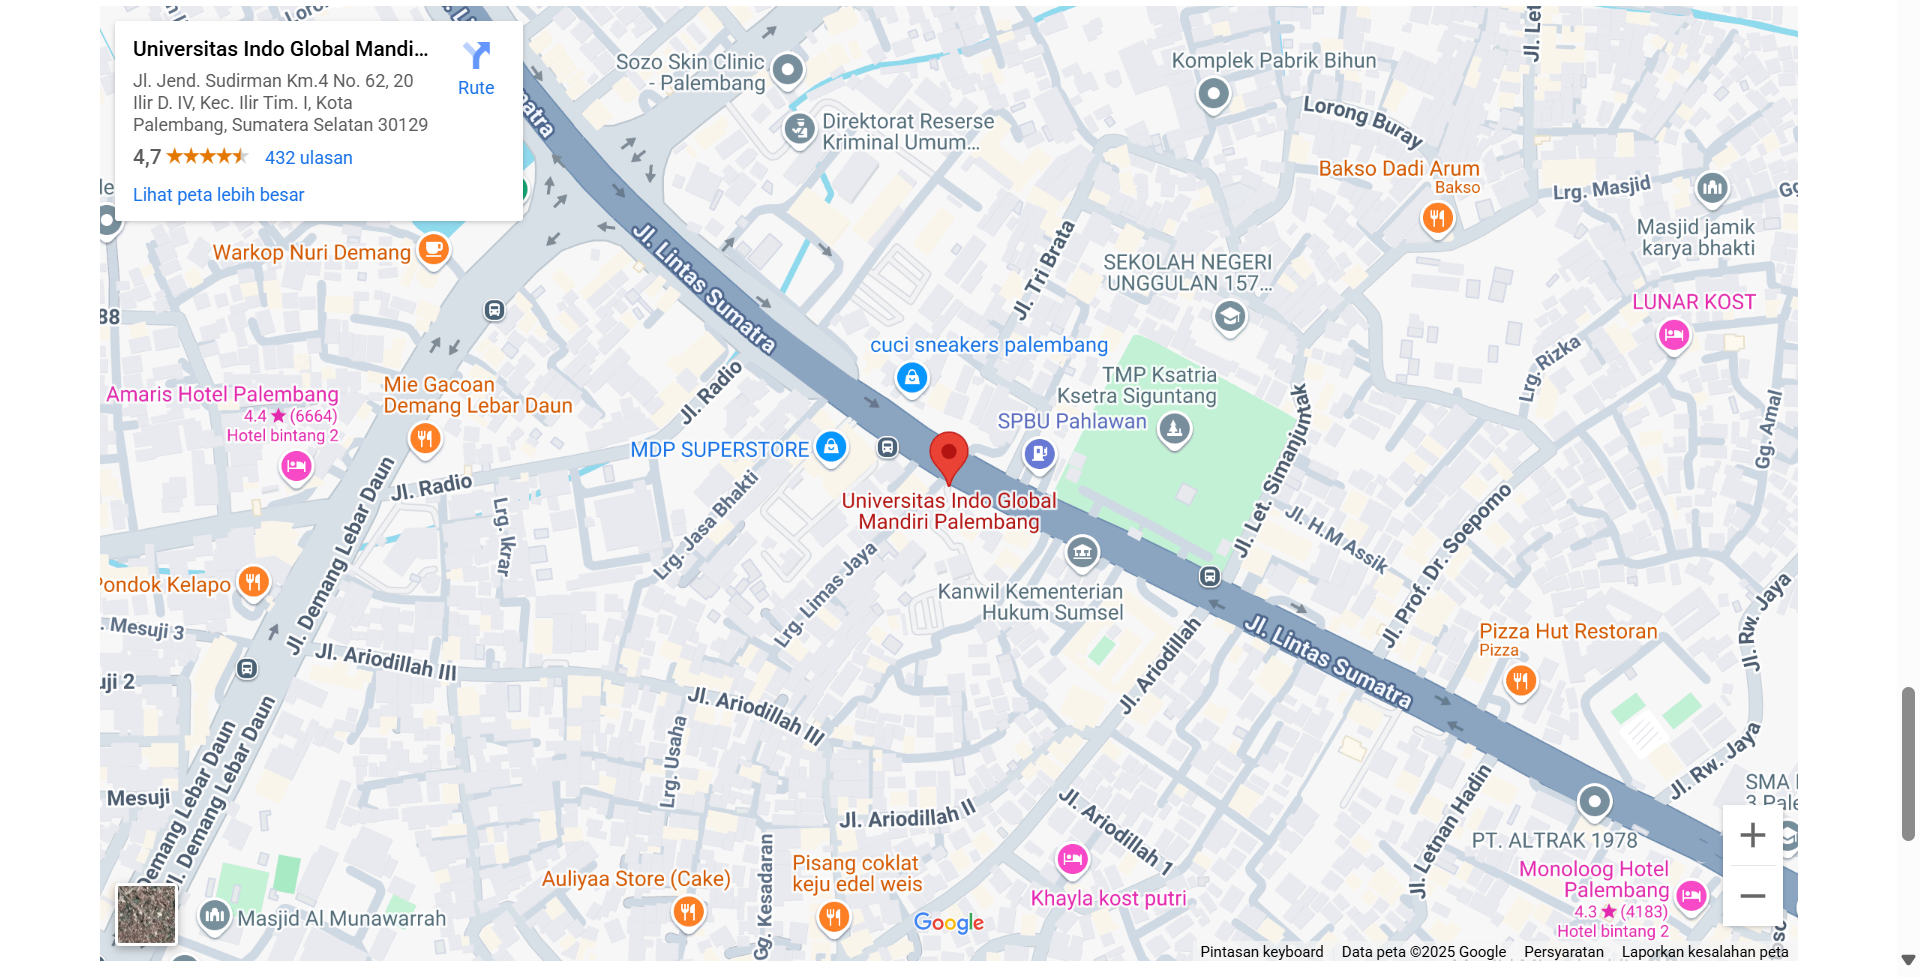 Universitas Indo Global Mandi...
Jl. Jend. Sudirman Km.4 No. 62, 20
Ilir D. IV, Kec. Ilir Tim. I, Kota
Palembang, Sumatera Selatan 30129
4,7
432 ulasan
Lihat peta lebih besar
Rute
Sozo Skin Clinic
- Palembang
Direktorat Reserse
Kriminal Umum...
Komplek Pabrik Bihun
Lorong Buray
Jl. Let
Bakso Dadi Arum
Bakso
Lrg. Masjid
Masjid jamik
karya bhakti
Warkop Nuri Demang
Jl. Lintas Sumatra
Jl. Tri Brata
SEKOLAH NEGERI
UNGGULAN 157...
LUNAR KOST
88
cuci sneakers palembang
Lrg. Rizka
Amaris Hotel Palembang
4.4 ★ (6664)
Hotel bintang 2
Mie Gacoan
Demang Lebar Daun
Jl. Radio
TMP Ksatria
Ksetra Siguntang
SPBU Pahlawan
Jl. Let. Simanjuntak
Gg. Amal
MDP SUPERSTORE
Jl. Radio
Lrg. Ikrar
Lrg. Jasa Bhakti
Universitas Indo Global
Mandiri Palembang
Jl. H.M Assik
Jl. Prof. Dr. Soepomo
Jl. Demang Lebar Daun
Pondok Kelapo
Lrg. Limas Jaya
Kanwil Kementerian
Hukum Sumsel
Jl. Rw. Jaya
. Mesuji 3
Jl. Ariodillah III
Jl. Lintas Sumatra
Pizza Hut Restoran
Pizza
uji 2
Jl. Ariodillah
Jl. Ariodillah III
Lrg. Usaha
Jl. Demang Lebar Daun
Demang Lebar Daun
Jl. Rw. Jaya
Mesuji
SMA
3 Pale
Jl. Ariodillah II
Jl. Ariodillah 1
Jl. Letnan Hadin
PT. ALTRAK 1978
Monoloog Hotel
Palembang
4.3 ★ (4183)
Hotel bintang 2
Auliyaa Store (Cake)
Gg. Kesadaran
Pisang coklat
keju edel weis
Khayla kost putri
Masjid Al Munawarrah
Google
Pintasan keyboard
Data peta ©2025 Google
Persyaratan
Laporkan kesalahan peta